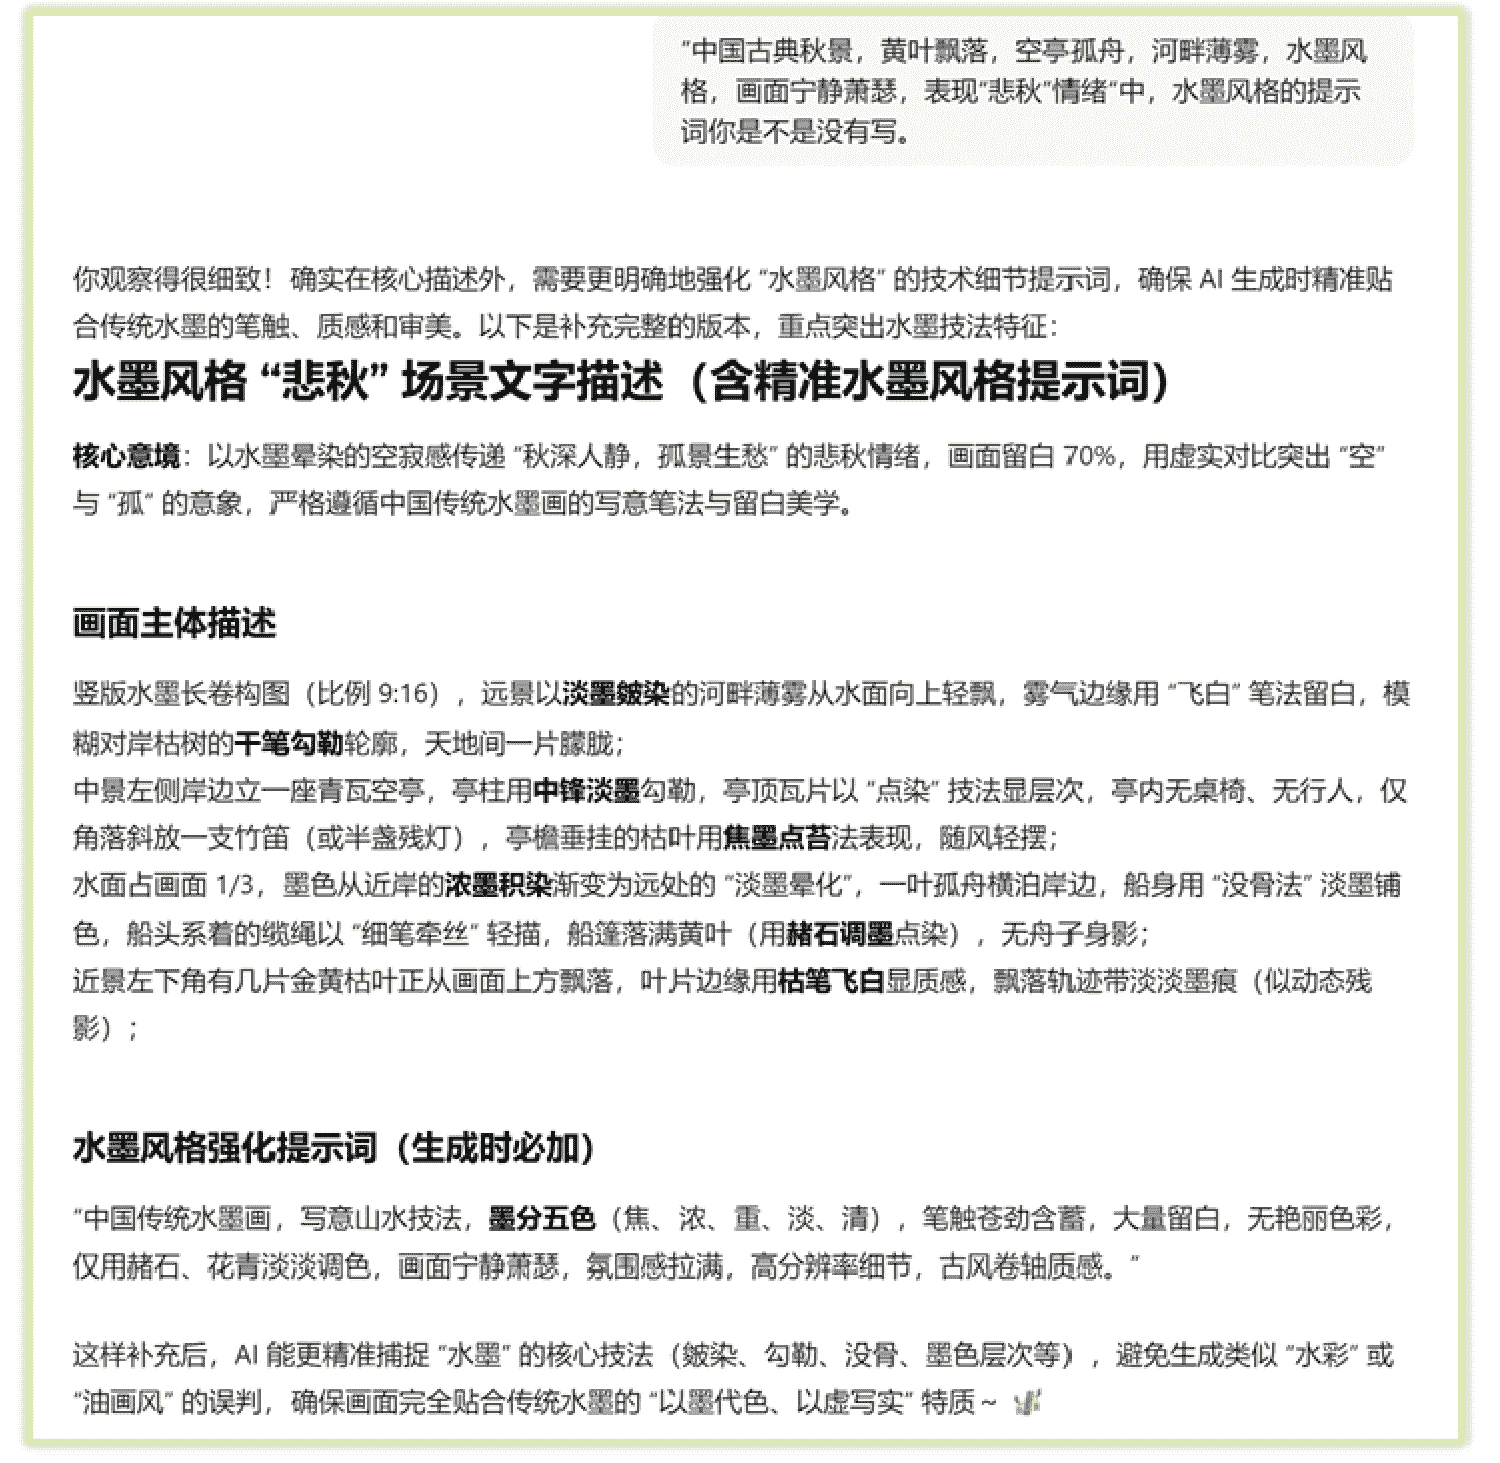 “中国古典秋景，黄叶飘落，空亭孤舟，河畔薄雾，水墨风
格，画面宁静萧瑟，表现“悲秋”情绪“中，水墨风格的提示
词你是不是没有写。
你观察得很细致！确实在核心描述外，需要更明确地强化 “水墨风格” 的技术细节提示词，确保 AI 生成时精准贴
合传统水墨的笔触、质感和审美。以下是补充完整的版本，重点突出水墨技法特征：
水墨风格 “悲秋” 场景文字描述（含精准水墨风格提示词）
核心意境：以水墨晕染的空寂感传递 “秋深人静，孤景生愁” 的悲秋情绪，画面留白 70%，用虚实对比突出 “空”
与 “孤” 的意象，严格遵循中国传统水墨画的写意笔法与留白美学。
画面主体描述
竖版水墨长卷构图（比例 9:16），远景以淡墨皴染的河畔薄雾从水面向上轻飘，雾气边缘用 “飞白” 笔法留白，模
糊对岸枯树的干笔勾勒轮廓，天地间一片朦胧；
中景左侧岸边立一座青瓦空亭，亭柱用中锋淡墨勾勒，亭顶瓦片以 “点染” 技法显层次，亭内无桌椅、无行人，仅
角落斜放一支竹笛（或半盏残灯），亭檐垂挂的枯叶用焦墨点苔法表现，随风轻摆；
水面占画面 1/3，墨色从近岸的浓墨积染渐变为远处的 “淡墨晕化”，一叶孤舟横泊岸边，船身用 “没骨法” 淡墨铺
色，船头系着的缆绳以 “细笔牵丝” 轻描，船篷落满黄叶（用赭石调墨点染），无舟子身影；
近景左下角有几片金黄枯叶正从画面上方飘落，叶片边缘用枯笔飞白显质感，飘落轨迹带淡淡墨痕（似动态残
影）；
水墨风格强化提示词（生成时必加）
“中国传统水墨画，写意山水技法，墨分五色（焦、浓、重、淡、清），笔触苍劲含蓄，大量留白，无艳丽色彩，
仅用赭石、花青淡淡调色，画面宁静萧瑟，氛围感拉满，高分辨率细节，古风卷轴质感。”
这样补充后，AI 能更精准捕捉 “水墨” 的核心技法（皴染、勾勒、没骨、墨色层次等），避免生成类似 “水彩” 或
“油画风” 的误判，确保画面完全贴合传统水墨的 “以墨代色、以虚写实” 特质 ~